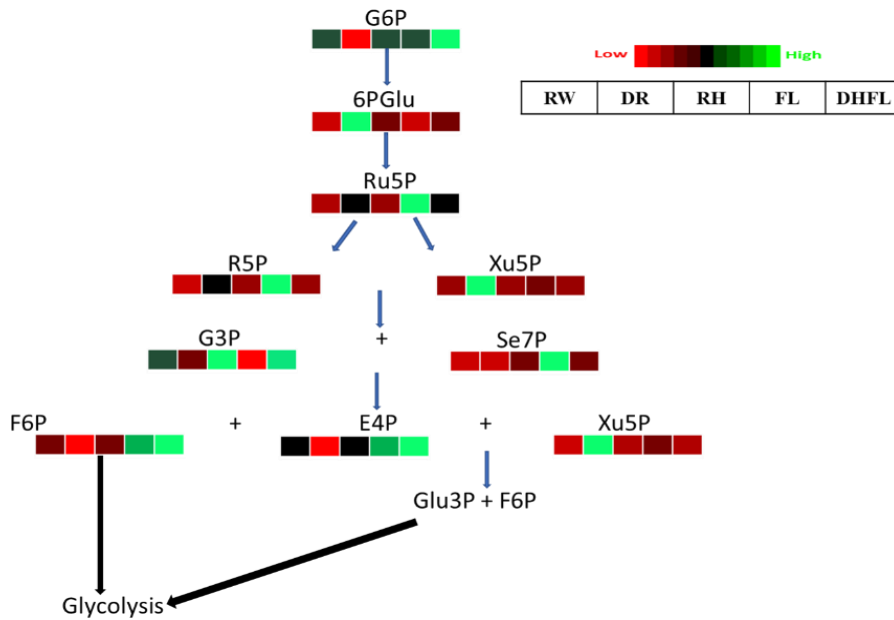 G6P
Low High
RW DR RH FL DHFL
6PGlu
Ru5P
R5P Xu5P
G3P + Se7P
F6P + E4P + Xu5P
Glu3P + F6P
Glycolysis